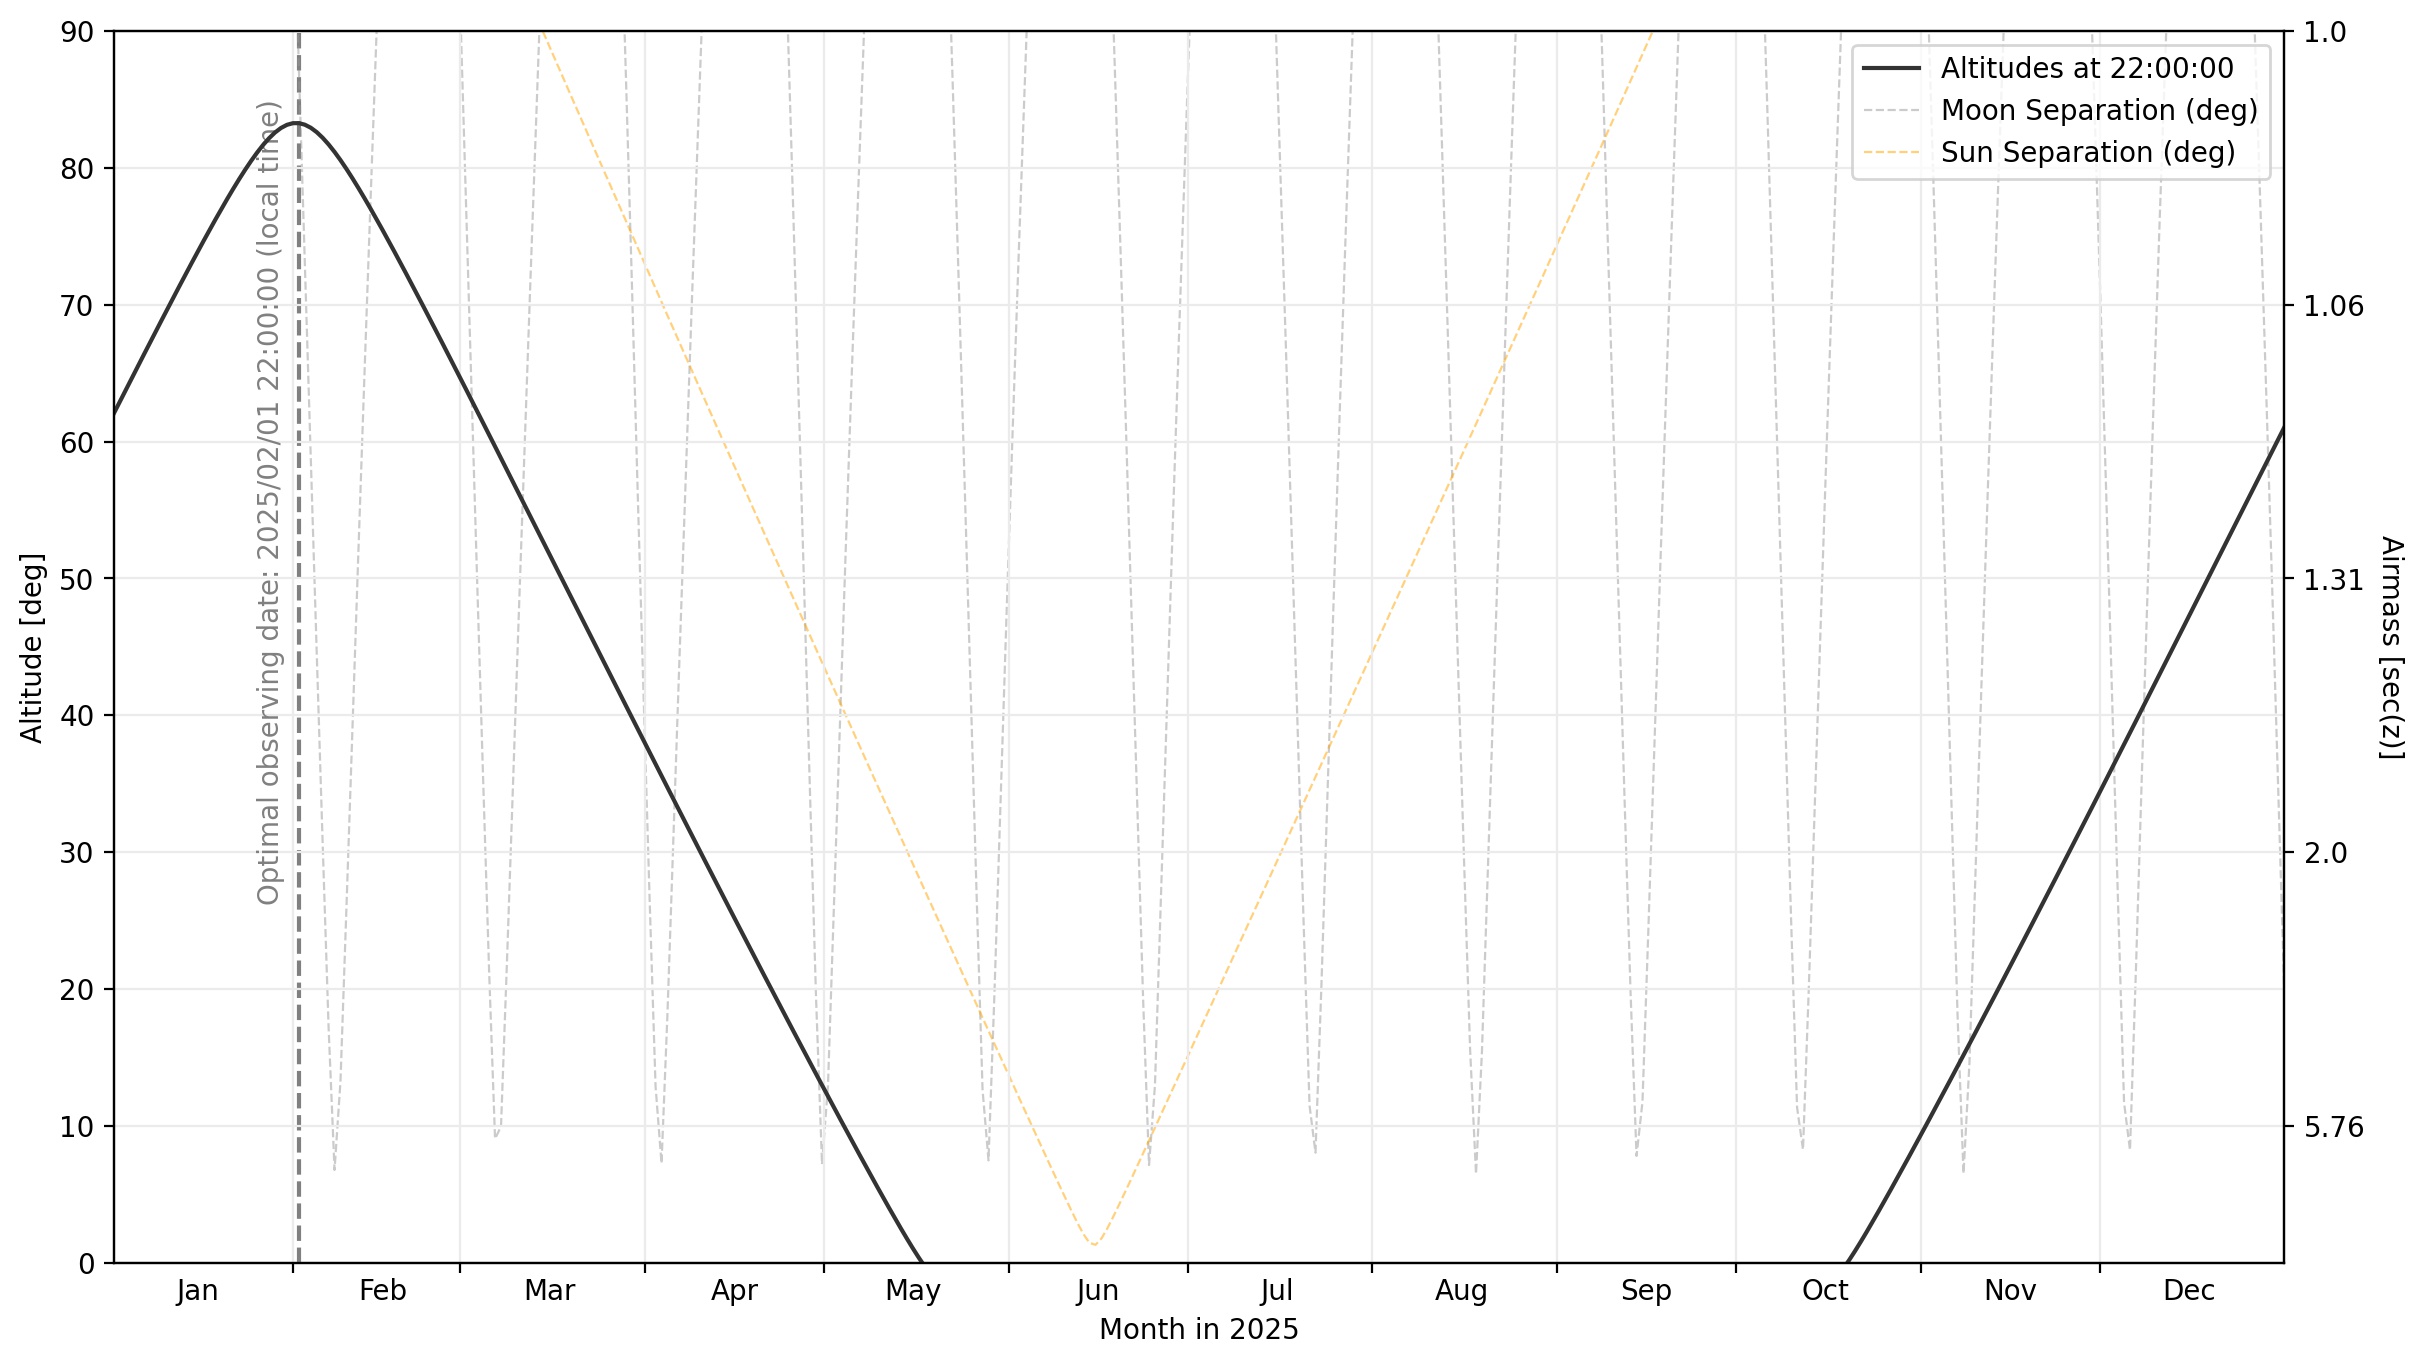 90
80
70
60
50
40
30
20
10
0
Altitude [deg]
Optimal observing date: 2025/02/01 22:00:00 (local time)
Altitudes at 22:00:00
Moon Separation (deg)
Sun Separation (deg)
1.0
1.06
1.31
2.0
5.76
Airmass [sec(z)]
Jan Feb Mar Apr May Jun Jul Aug Sep Oct Nov Dec
Month in 2025